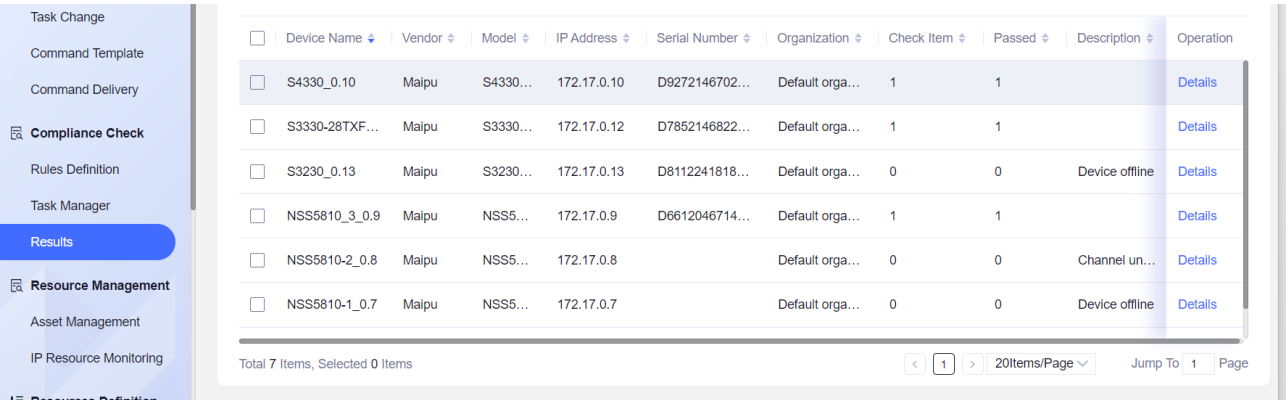 Task Change
Command Template
Command Delivery
Compliance Check
Rules Definition
Task Manager
Results
Resource Management
Asset Management
IP Resource Monitoring
Resources Definition
Device Name Vendor Model IP Address Serial Number Organization Check Item Passed Description Operation
S4330_0.10 Maipu S4330... 172.17.0.10 D9272146702... Default orga... 1 1 Details
S3330-28TXF... Maipu S3330... 172.17.0.12 D7852146822... Default orga... 1 1 Details
S3230_0.13 Maipu S3230... 172.17.0.13 D8112241818... Default orga... 0 0 Device offline Details
NSS5810_3_0.9 Maipu NSS5... 172.17.0.9 D6612046714... Default orga... 1 1 Details
NSS5810-2_0.8 Maipu NSS5... 172.17.0.8 Default orga... 0 0 Channel un... Details
NSS5810-1_0.7 Maipu NSS5... 172.17.0.7 Default orga... 0 0 Device offline Details
Total 7 Items, Selected 0 Items < 1 > 20Items/Page Jump To 1 Page